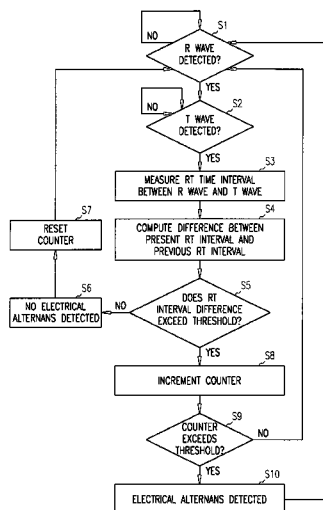 S1
R WAVE
DETECTED?
NO
YES
S2
T WAVE
DETECTED?
NO
YES
S3
MEASURE RT TIME INTERVAL
BETWEEN R WAVE AND T WAVE
S4
COMPUTE DIFFERENCE BETWEEN
PRESENT RT INTERVAL AND
PREVIOUS RT INTERVAL
S7
RESET
COUNTER
S5
DOES RT
INTERVAL DIFFERENCE
EXCEED THRESHOLD?
NO
YES
S6
NO ELECTRICAL
ALTERNANS DETECTED
S8
INCREMENT COUNTER
S9
COUNTER
EXCEEDS
THRESHOLD?
NO
YES
S10
ELECTRICAL ALTERNANS DETECTED